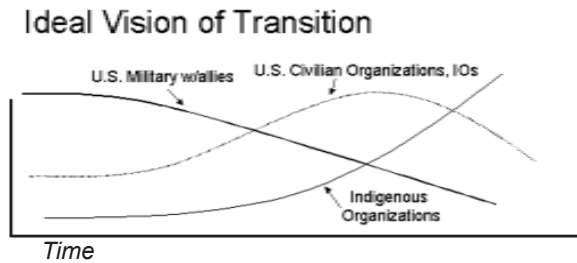 Ideal Vision of Transition
U.S. Military w/allies
U.S. Civilian Organizations, IOs
Indigenous
Organizations
Time